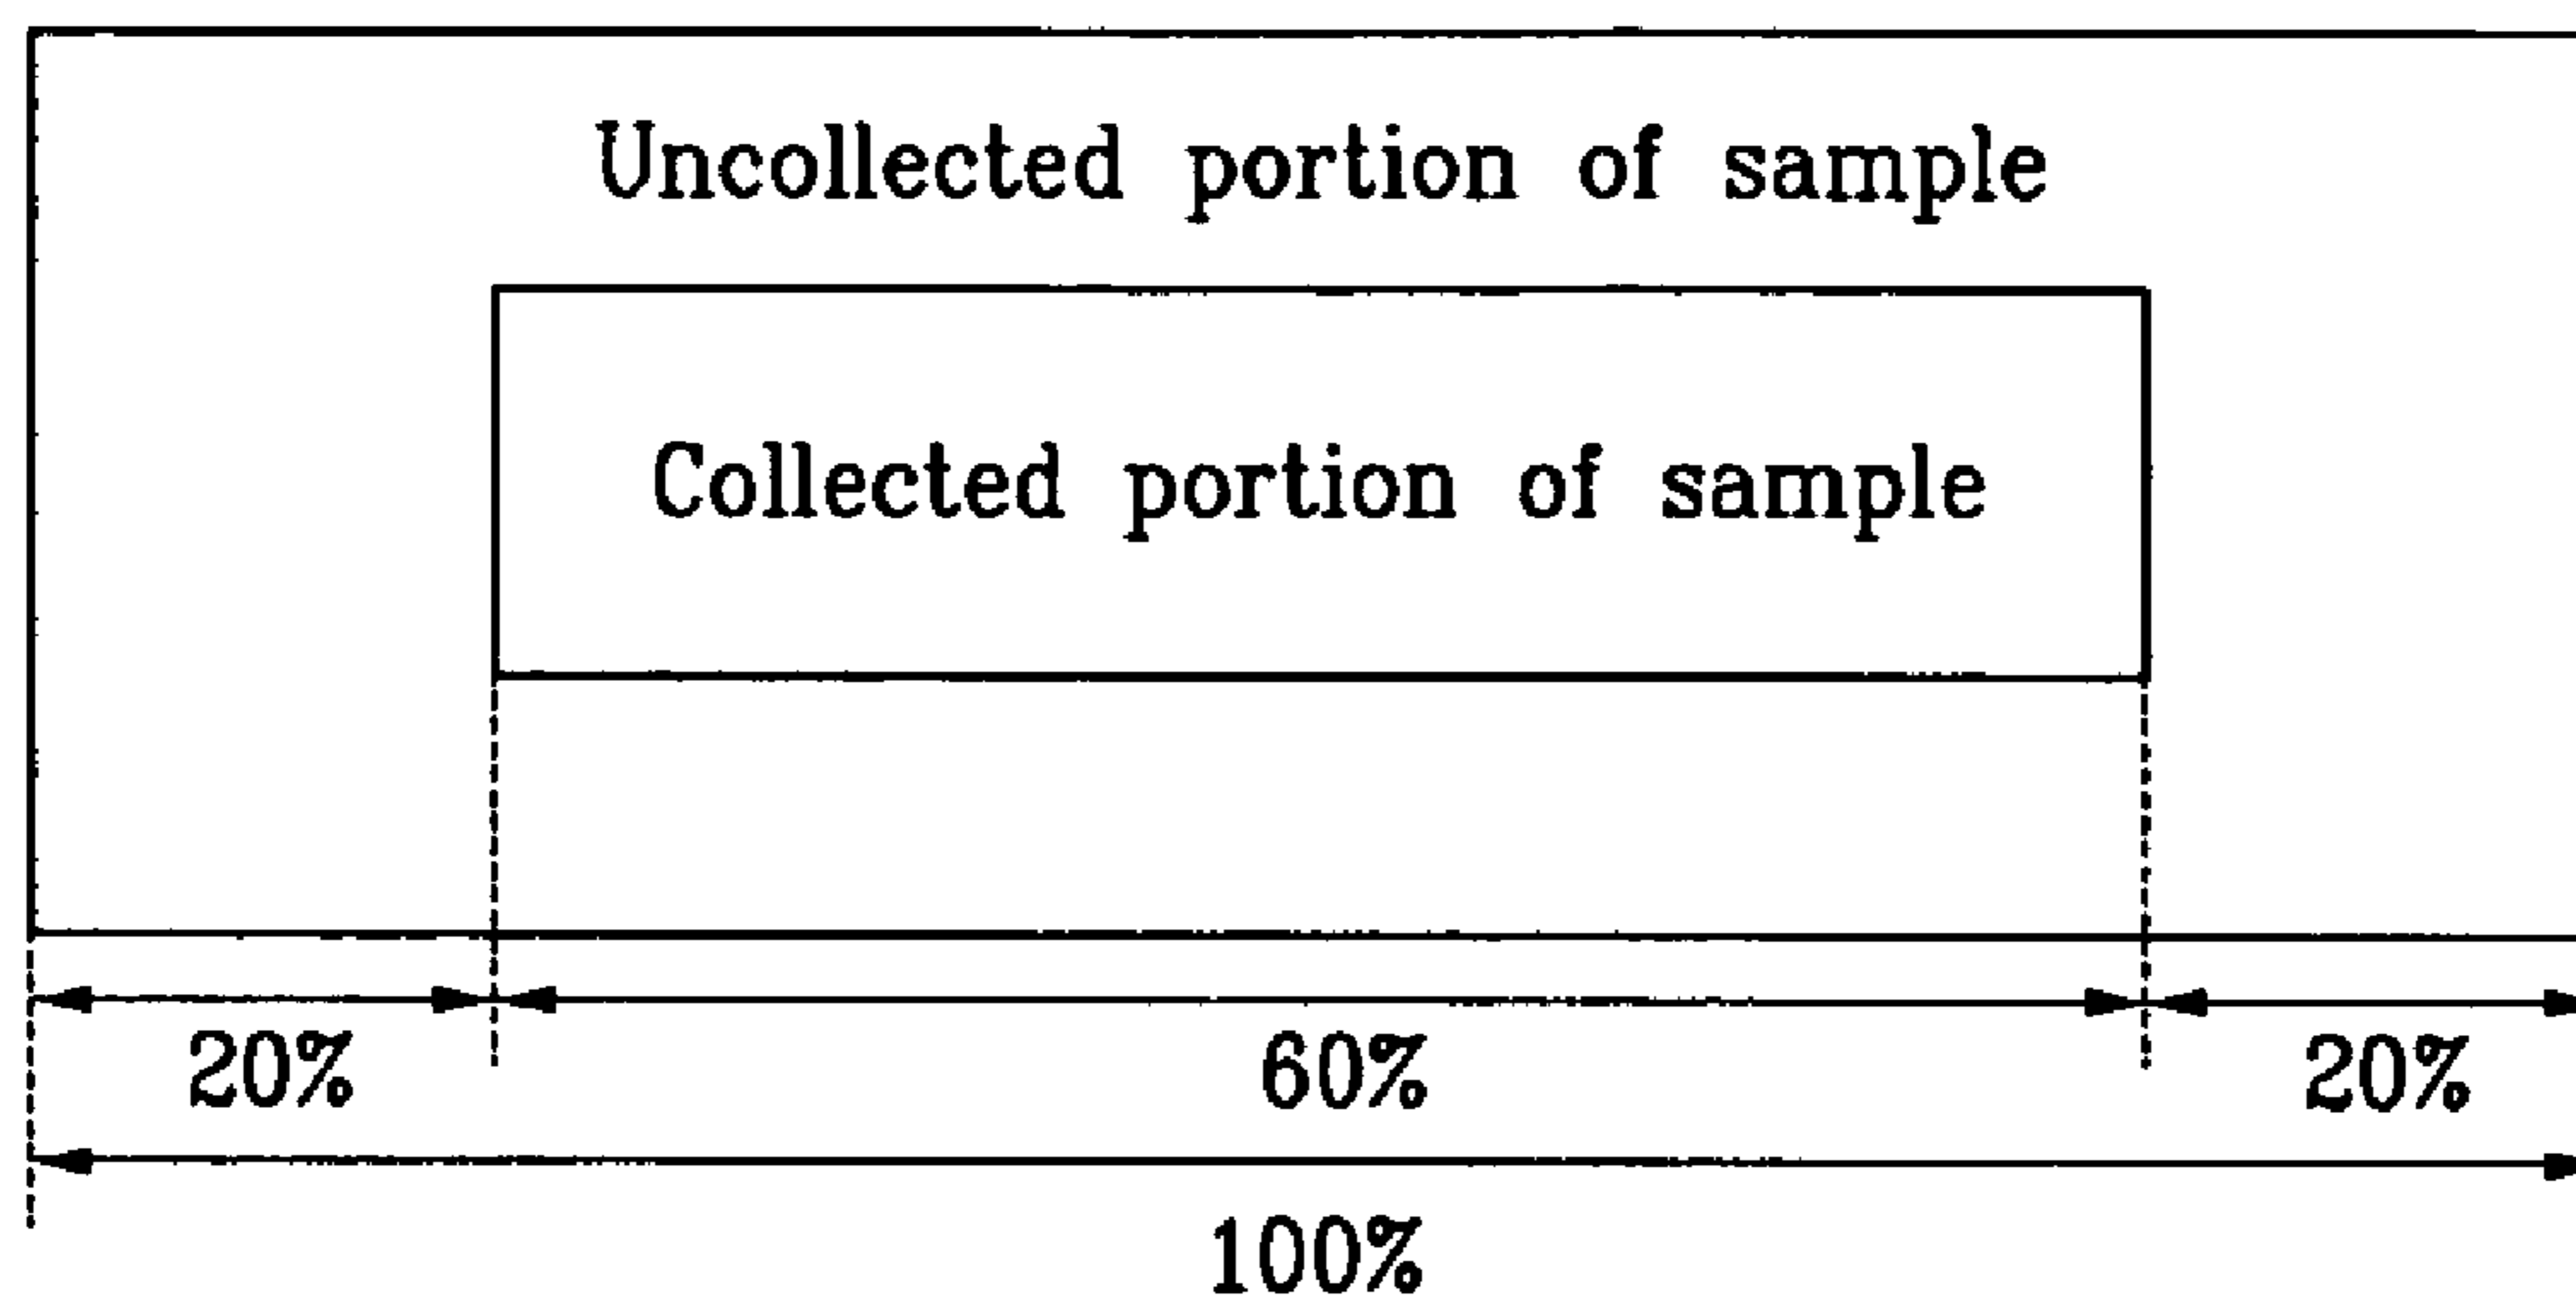 Uncollected portion of sample
Collected portion of sample
20% 60% 20%
100%